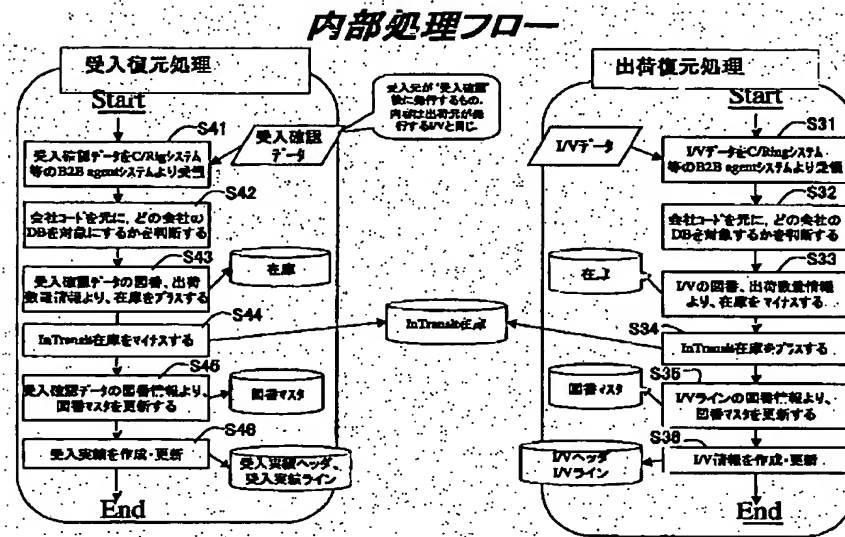 内部処理フロー
受入復元処理
Start
S41
受入確認
データ
受入元が"受入確認"
後に発行するもの.
内容は出荷元が発
行するI/Vと同じ.
受入確認データをC/Ringシステム
等のB2B agentシステムより受領
S42
会社コードを元に、どの会社の
DBを対象にするかを判断する
S43
受入確認データの図番、出荷
数量情報より、在庫をプラスする
在庫
S44
InTransit在庫をマイナスする
InTransit在庫
S45
受入確認データの図番情報より、
図番マスタを更新する
図番マスタ
S46
受入実績を作成・更新
受入実績ヘッダ、
受入実績ライン
End
出荷復元処理
Start
S31
I/Vデータ
I/VデータをC/Ringシステム
等のB2B agentシステムより受領
S32
会社コードを元に、どの会社の
DBを対象するかを判断する
S33
在庫
I/Vの図番、出荷数量情報
より、在庫をマイナスする
S34
InTransit在庫をプラスする
S35
図番マスタ
I/Vラインの図番情報より、
図番マスタを更新する
S36
I/Vヘッダ
I/Vライン
I/V情報を作成・更新
End